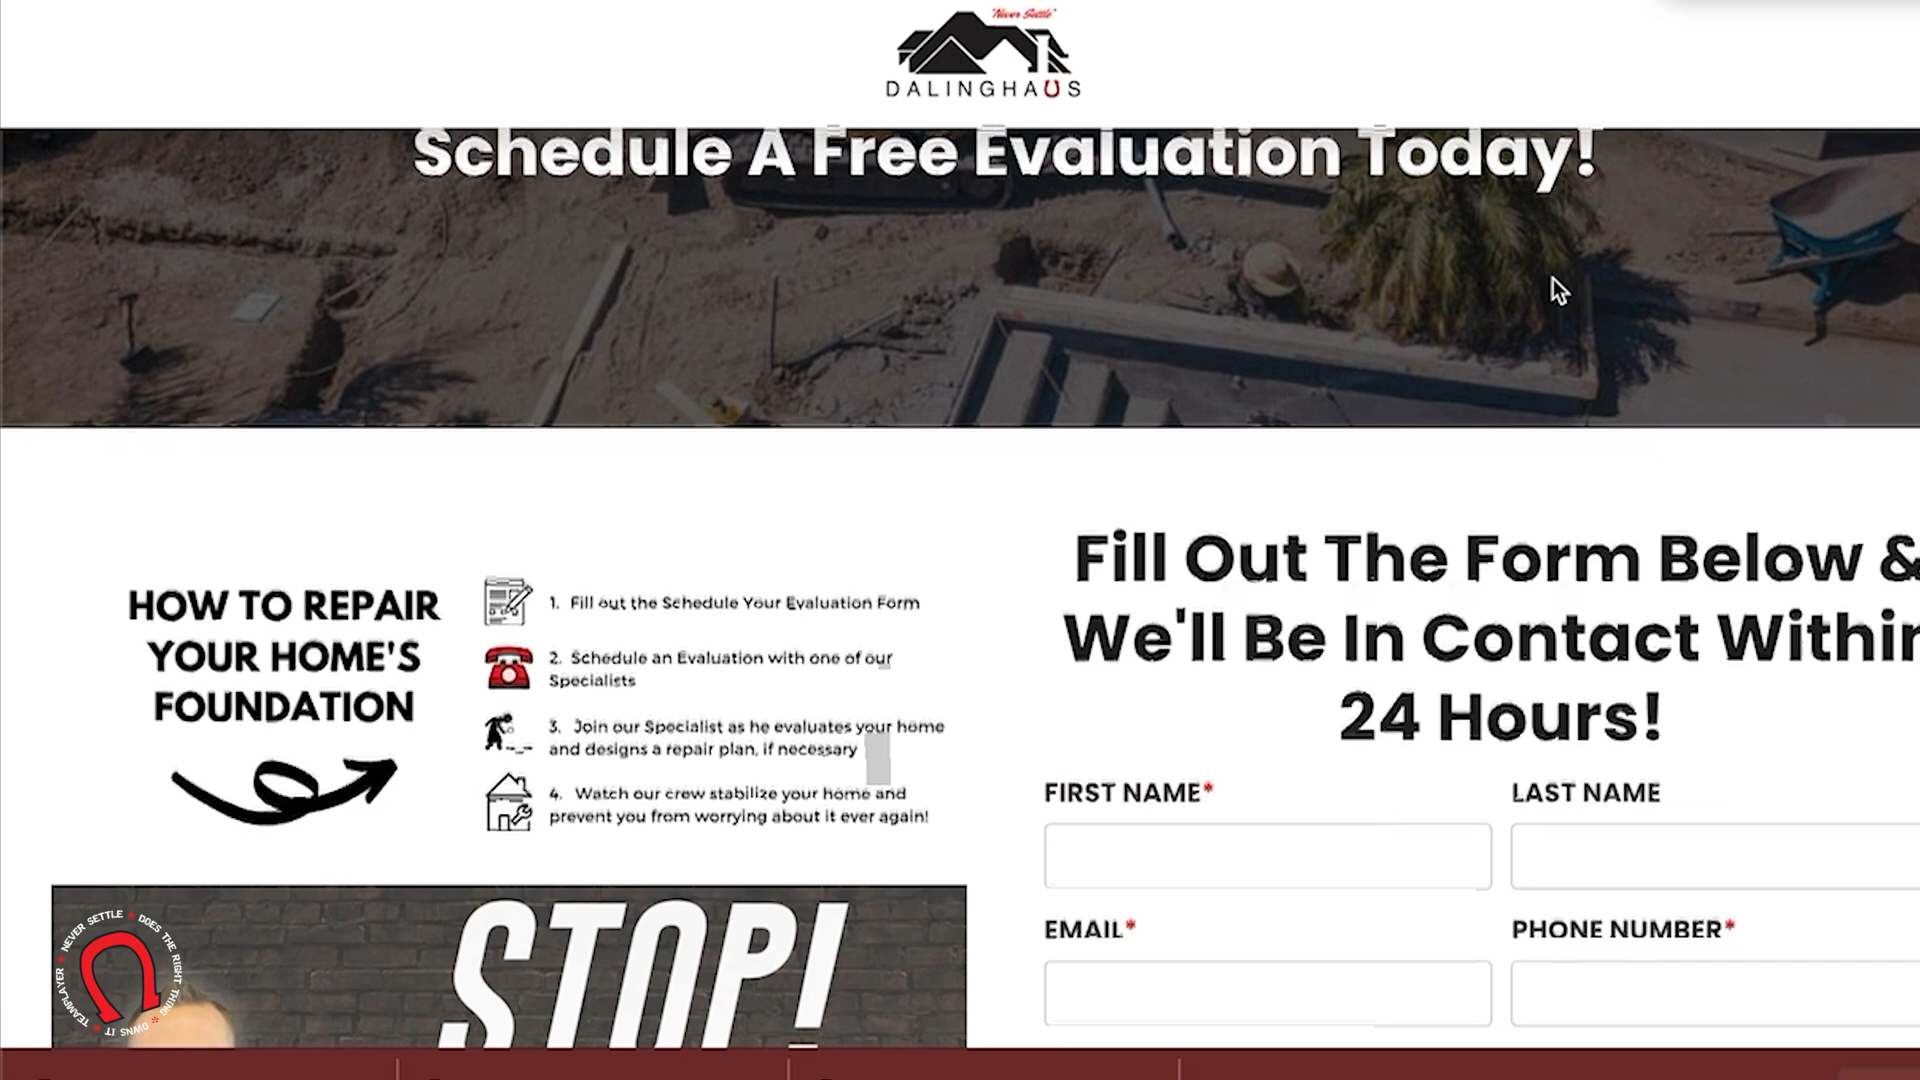 "Never Settle"
DALINGHAUS
Schedule A Free Evaluation Today!
HOW TO REPAIR
YOUR HOME'S
FOUNDATION
1. Fill out the Schedule Your Evaluation Form
2. Schedule an Evaluation with one of our
Specialists
3. Join our Specialist as he evaluates your home
and designs a repair plan, if necessary
4. Watch our crew stabilize your home and
prevent you from worrying about it ever again!
Fill Out The Form Below &
We'll Be In Contact Within
24 Hours!
FIRST NAME*
LAST NAME
EMAIL*
PHONE NUMBER*
STOP!
NEVER SETTLE * DOES THE RIGHT THING * OWNS IT * TEAMPLAYER *